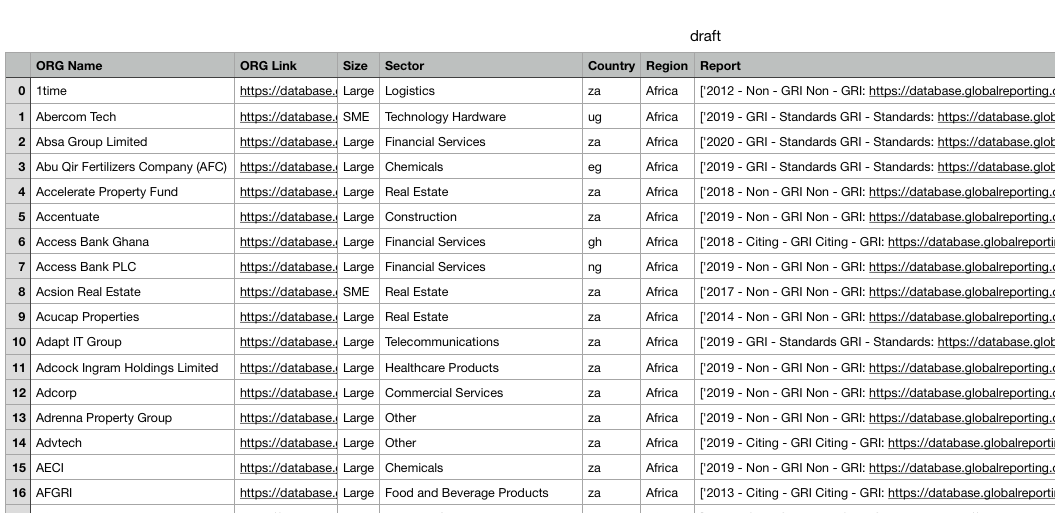 draft
ORG Name ORG Link Size Sector Country Region Report
0 1time https://database. Large Logistics za Africa ['2012 - Non - GRI Non - GRI: https://database.globalreporting.
1 Abercom Tech https://database. SME Technology Hardware ug Africa ['2019 - GRI - Standards GRI - Standards: https://database.glob
2 Absa Group Limited https://database. Large Financial Services za Africa ['2020 - GRI - Standards GRI - Standards: https://database.glob
3 Abu Qir Fertilizers Company (AFC) https://database. Large Chemicals eg Africa ['2019 - GRI - Standards GRI - Standards: https://database.glob
4 Accelerate Property Fund https://database. Large Real Estate za Africa ['2018 - Non - GRI Non - GRI: https://database.globalreporting.
5 Accentuate https://database. Large Construction za Africa ['2019 - Non - GRI Non - GRI: https://database.globalreporting.
6 Access Bank Ghana https://database. Large Financial Services gh Africa ['2018 - Citing - GRI Citing - GRI: https://database.globalreporti
7 Access Bank PLC https://database. Large Financial Services ng Africa ['2019 - Non - GRI Non - GRI: https://database.globalreporting.
8 Acsion Real Estate https://database. SME Real Estate za Africa ['2017 - Non - GRI Non - GRI: https://database.globalreporting.
9 Acucap Properties https://database. Large Real Estate za Africa ['2014 - Non - GRI Non - GRI: https://database.globalreporting.
10 Adapt IT Group https://database. Large Telecommunications za Africa ['2019 - GRI - Standards GRI - Standards: https://database.glob
11 Adcock Ingram Holdings Limited https://database. Large Healthcare Products za Africa ['2019 - Non - GRI Non - GRI: https://database.globalreporting.
12 Adcorp https://database. Large Commercial Services za Africa ['2019 - Non - GRI Non - GRI: https://database.globalreporting.
13 Adrenna Property Group https://database. Large Other za Africa ['2019 - Non - GRI Non - GRI: https://database.globalreporting.
14 Advtech https://database. Large Other za Africa ['2019 - Citing - GRI Citing - GRI: https://database.globalreporti
15 AECI https://database. Large Chemicals za Africa ['2019 - Non - GRI Non - GRI: https://database.globalreporting.
16 AFGRI https://database. Large Food and Beverage Products za Africa ['2013 - Citing - GRI Citing - GRI: https://database.globalreporti